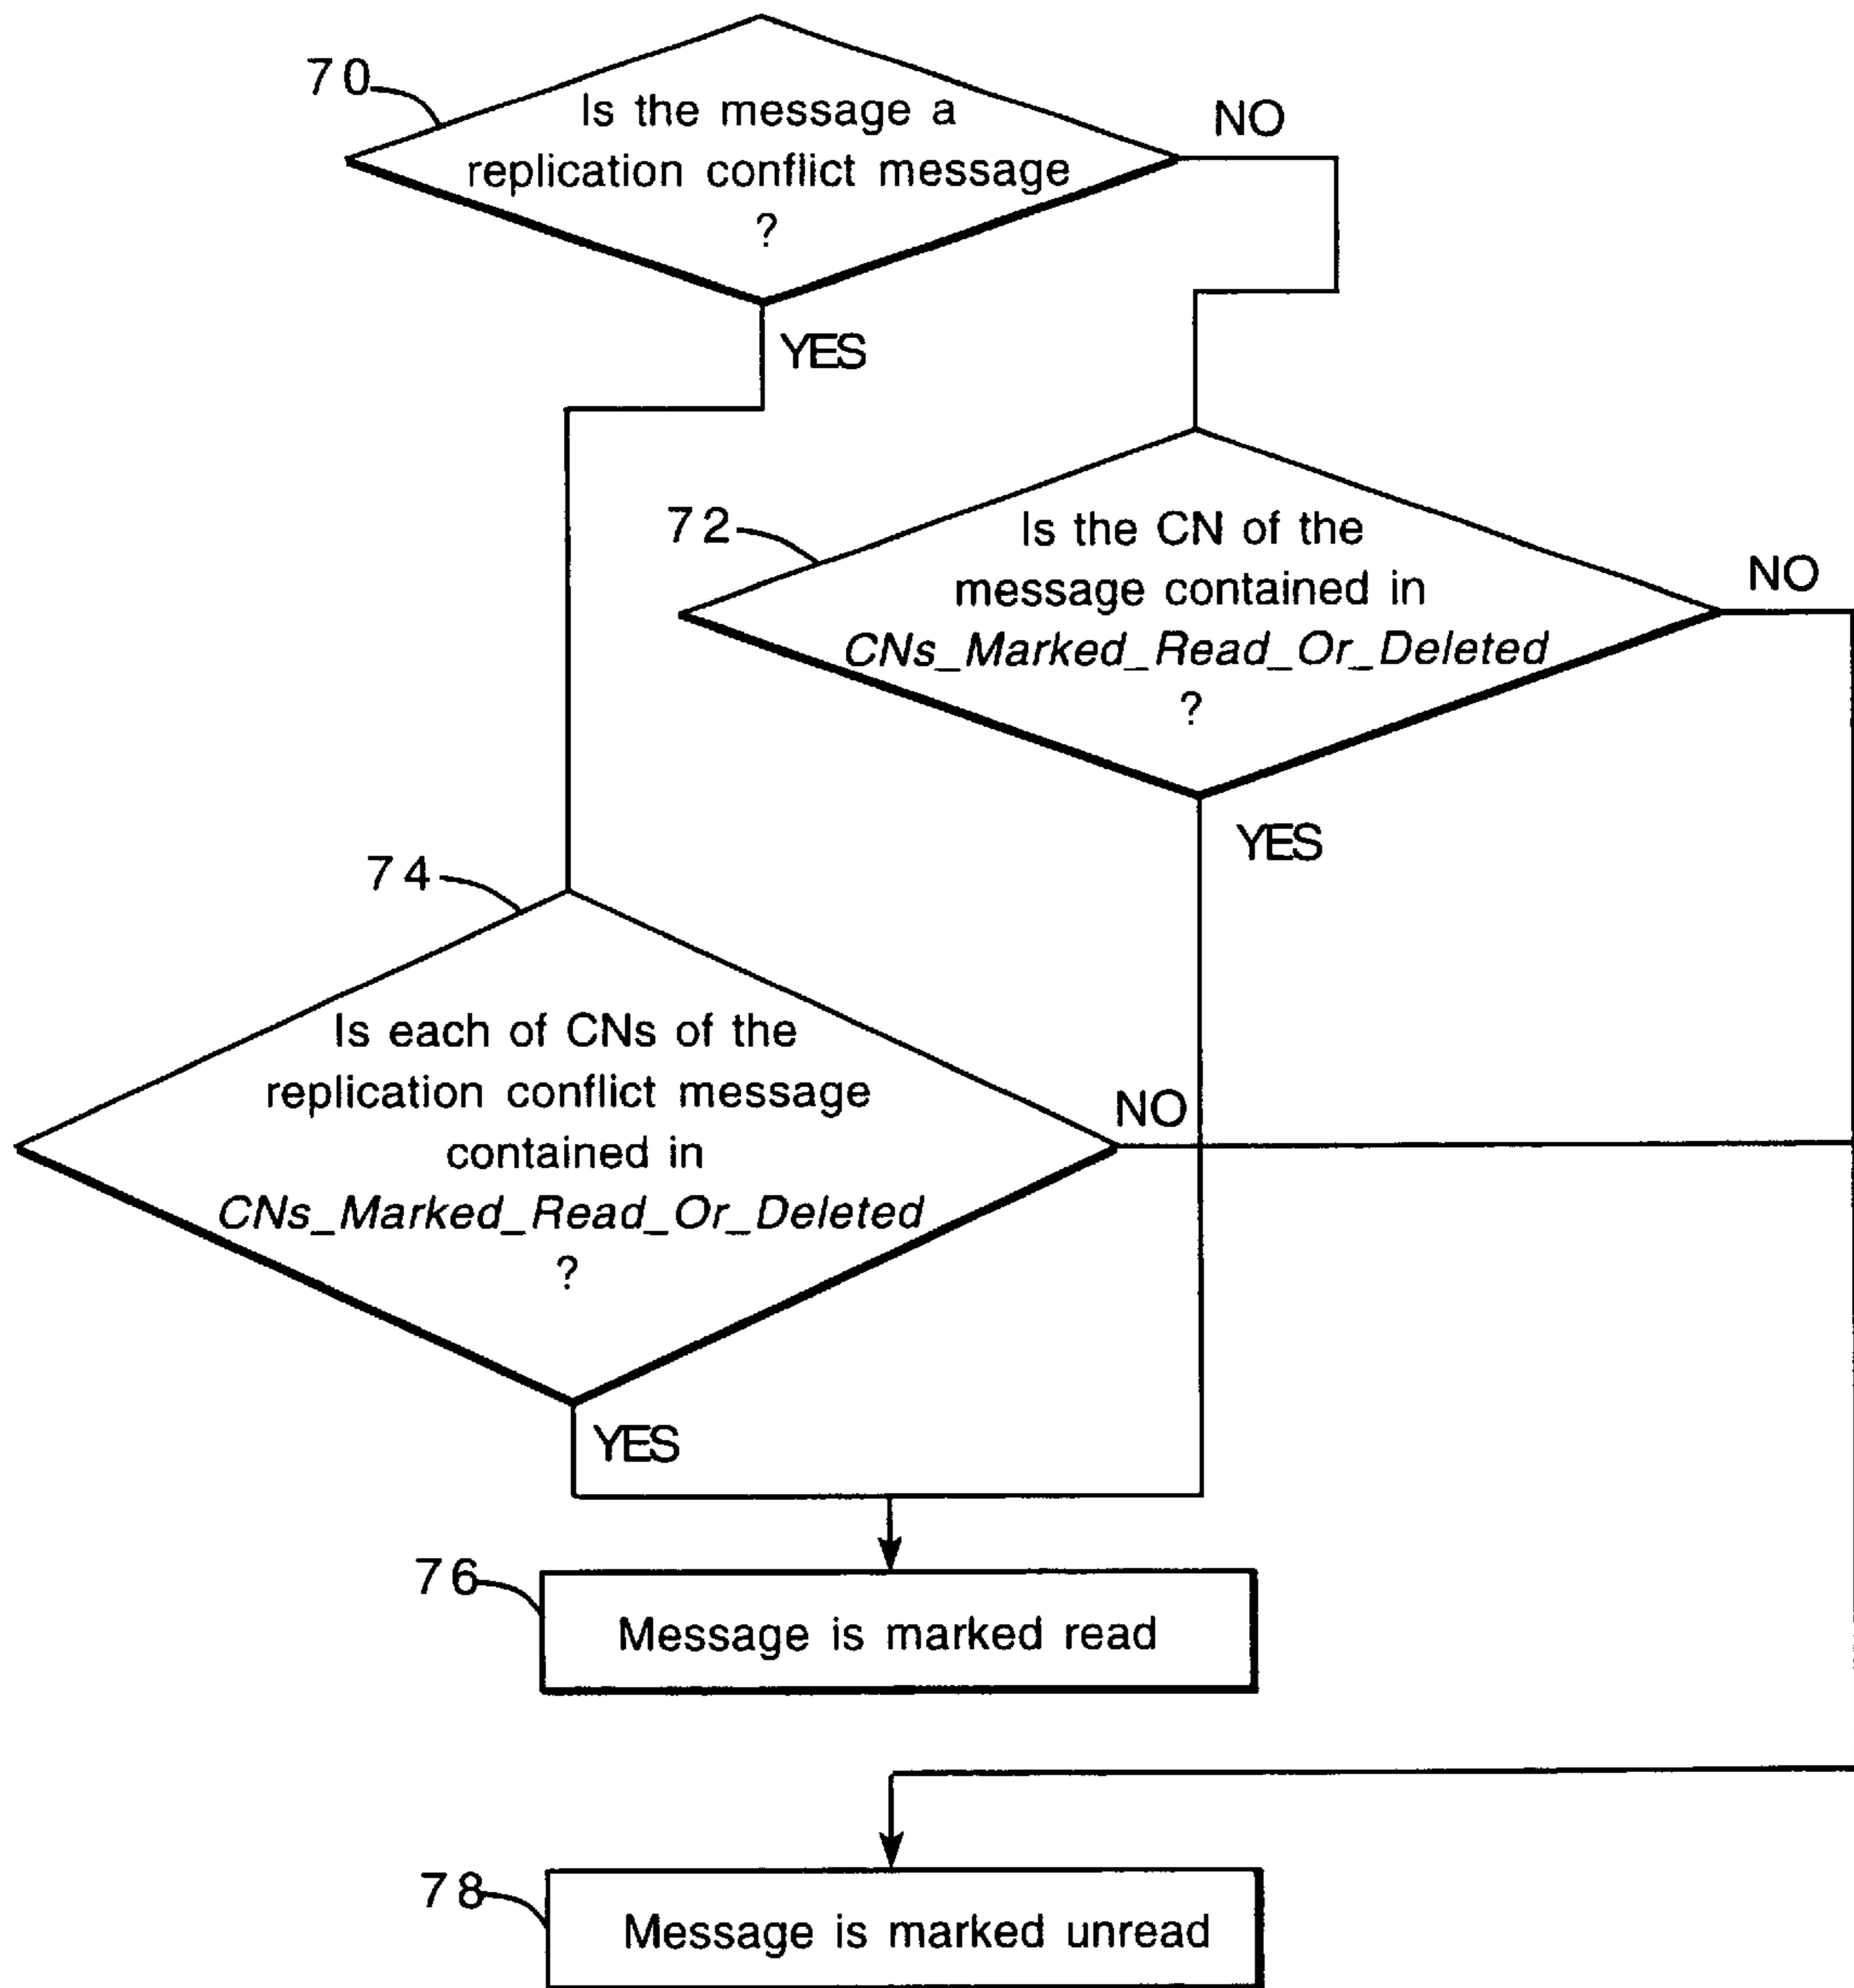 70
Is the message a
replication conflict message
?
NO
YES
72
Is the CN of the
message contained in
CNs_Marked_Read_Or_Deleted
?
NO
YES
74
Is each of CNs of the
replication conflict message
contained in
CNs_Marked_Read_Or_Deleted
?
NO
YES
76
Message is marked read
78
Message is marked unread